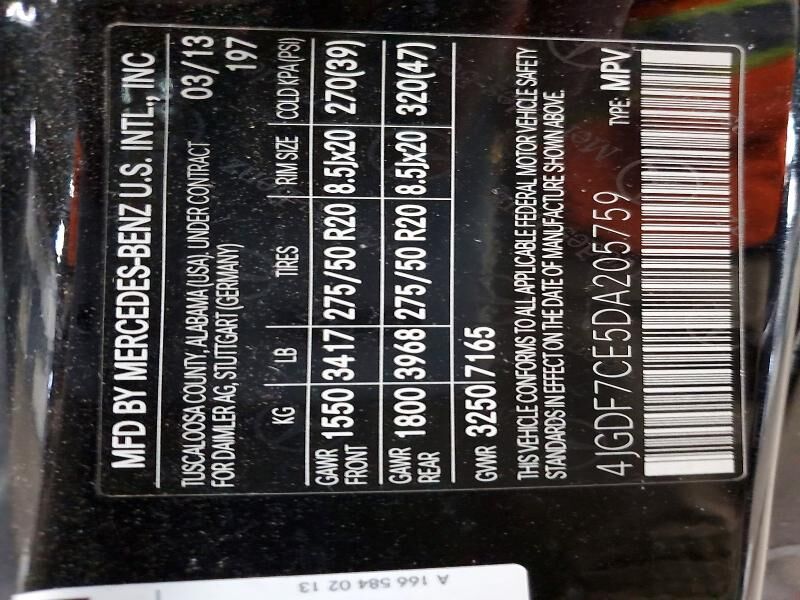 MFD BY MERCEDES-BENZ U.S. INTL., INC
TUSCALOOSA COUNTY, ALABAMA (USA) UNDER CONTRACT 03/13
FOR DAIMLER AG, STUTTGART (GERMANY) 197
KG LB TIRES RIM SIZE COLD KPA(PSI)
GAWR FRONT 1550 3417 275/50 R20 8.5Jx20 270(39)
GAWR REAR 1800 3968 275/50 R20 8.5Jx20 320(47)
GVWR 3250 7165
THIS VEHICLE CONFORMS TO ALL APPLICABLE FEDERAL MOTOR VEHICLE SAFETY
STANDARDS IN EFFECT ON THE DATE OF MANUFACTURE SHOWN ABOVE.
4JGDF7CE5DA205759 TYPE: MPV
A 166 584 02 13